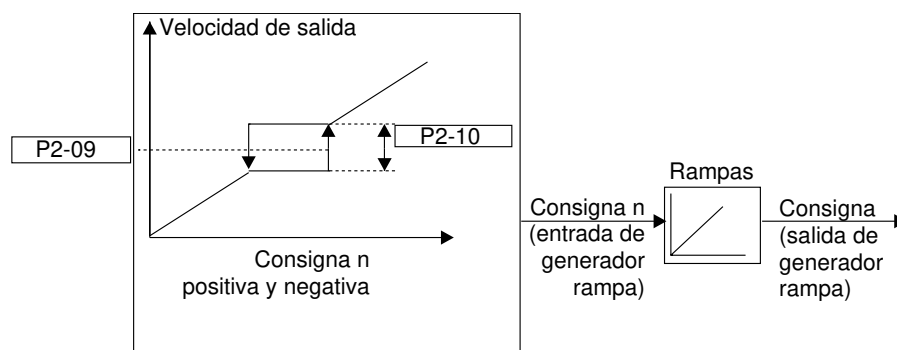 Velocidad de salida
P2-09
P2-10
Consigna n
positiva y negativa
Consigna n
(entrada de
generador
rampa)
Rampas
Consigna
(salida de
generador
rampa)